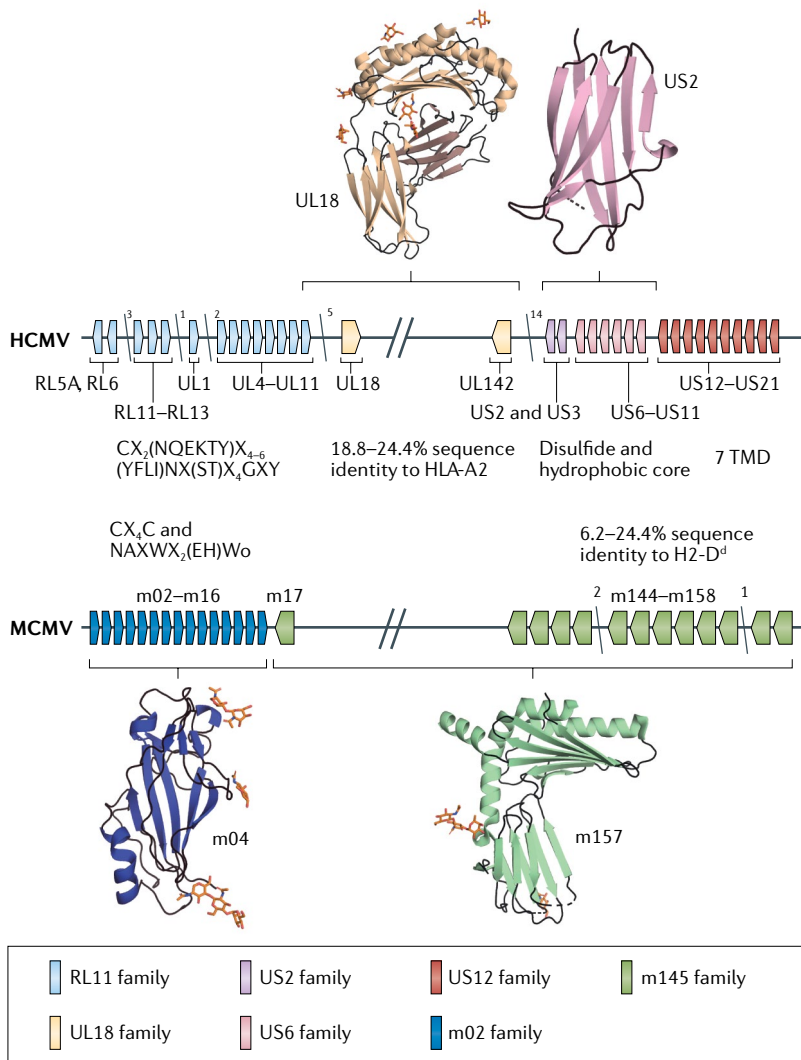 US2
UL18
3
1
2
5
14
HCMV
RL5A, RL6
UL1
UL4–UL11
UL18
UL142
US12–US21
RL11–RL13
US2 and US3
US6–US11
CX2(NQEKTY)X4–6
(YFLI)NX(ST)X4GXY
18.8–24.4% sequence
identity to HLA-A2
Disulfide and
hydrophobic core
7 TMD
CX4C and
NAXWX2(EH)Wo
6.2–24.4% sequence
identity to H2-Dd
m02–m16
m17
2
m144–m158
1
MCMV
m04
m157
RL11 family
US2 family
US12 family
m145 family
UL18 family
US6 family
m02 family